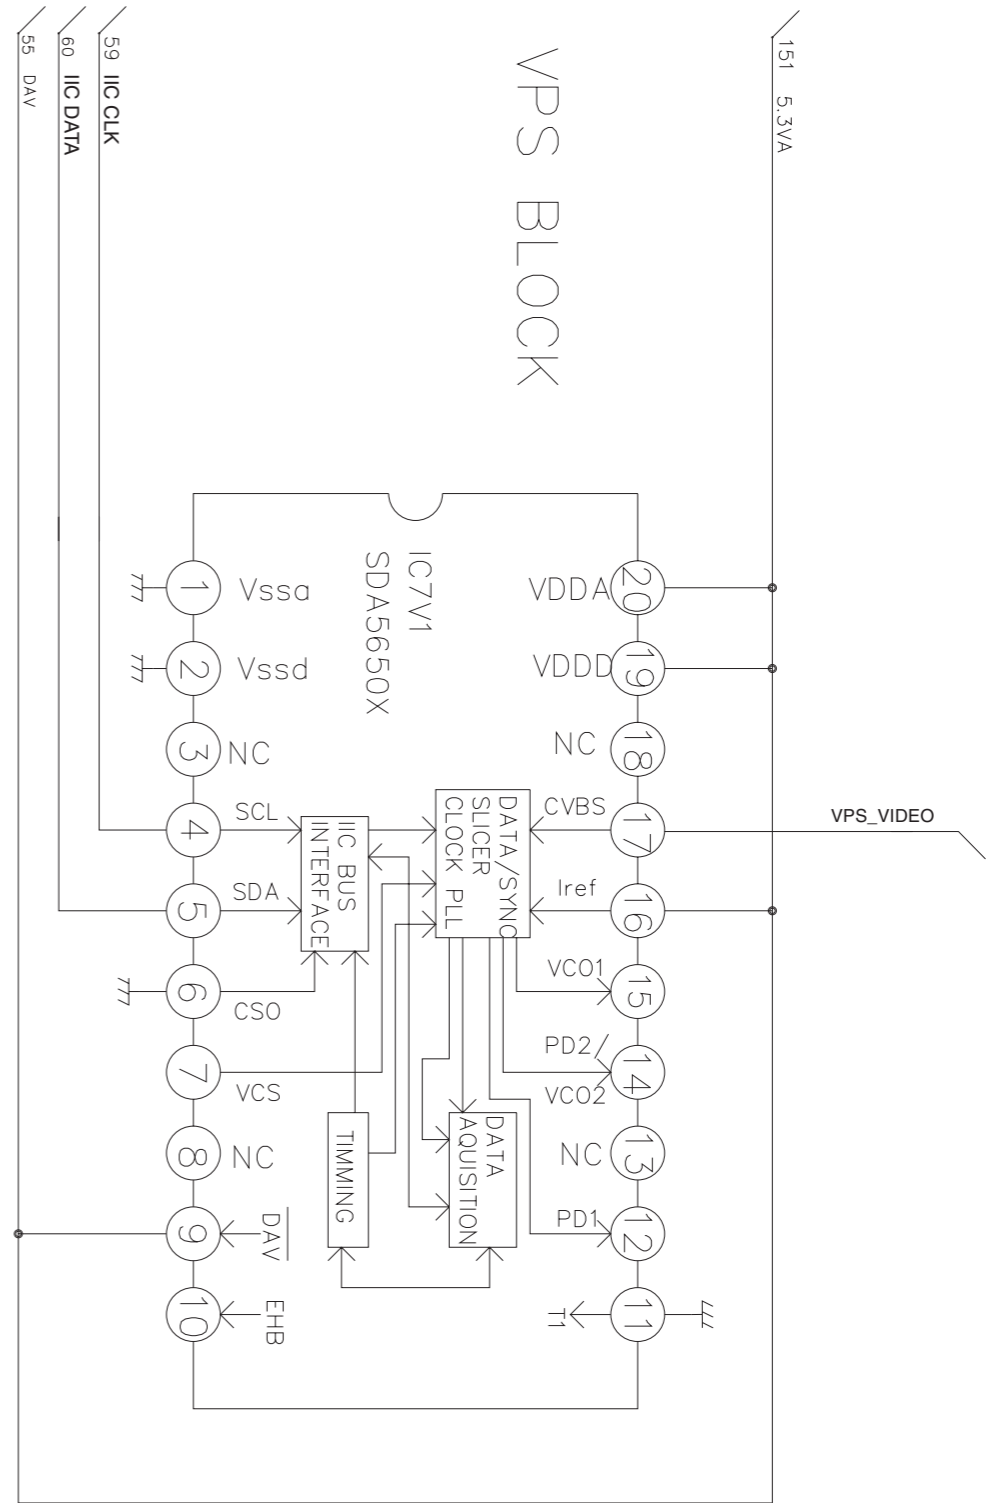 55 DAV
60 IIC DATA
59 IIC CLK
151 5.3VA
VPS BLOCK
IC7V1
SDA5650X
1 Vssa
2 Vssd
3 NC
4 SCL
5 SDA
6 CSO
7 VCS
8 NC
9 DAV
10 EHB
20 VDDA
19 VDDD
18 NC
17 CVBS
VPS_VIDEO
16 Iref
15 VCO1
14 PD2/
VCO2
13 NC
12 PD1
11 T1
IIC BUS
INTERFACE
DATA/SYNC
SLICER
CLOCK PLL
TIMMING
DATA
AQUISITION